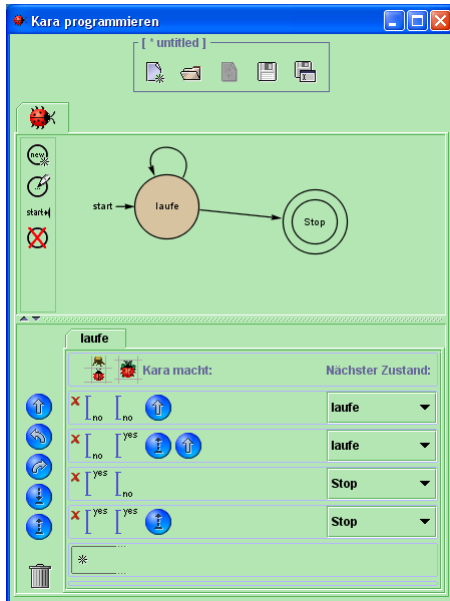 Kara programmieren
[ * untitled ]
new
start
start
laufe
Stop
laufe
Kara macht:
Nächster Zustand:
no no laufe
no yes laufe
yes no Stop
yes yes Stop